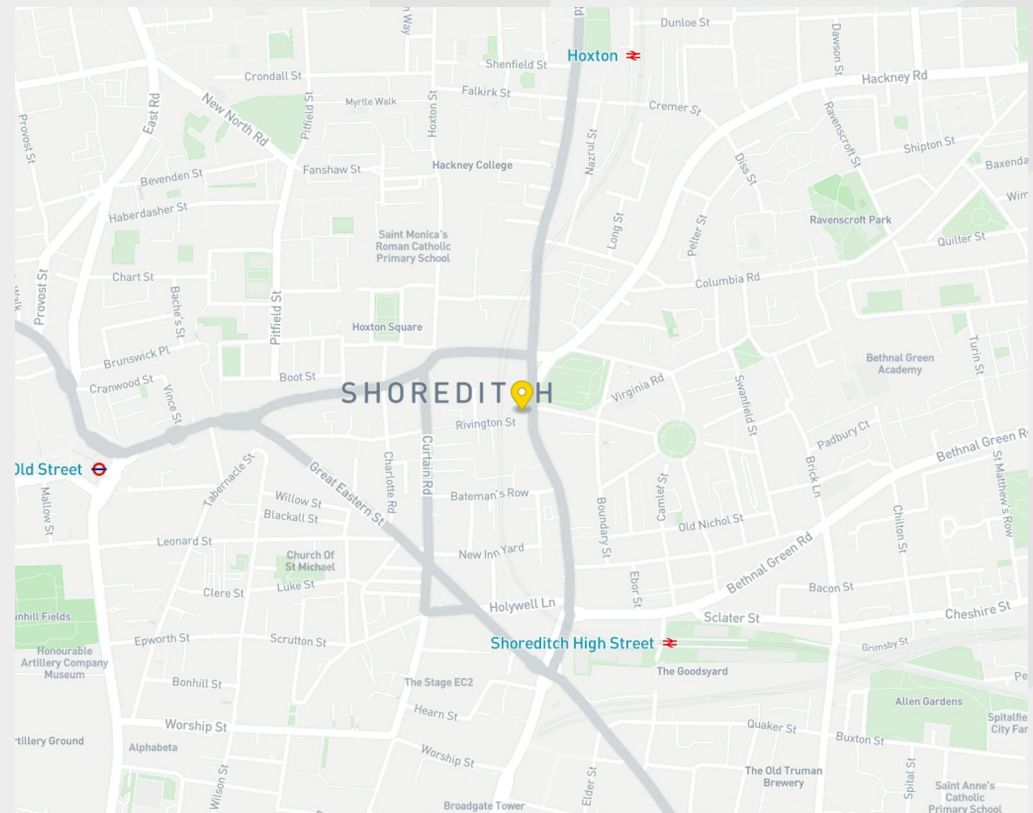 Dunloe St
Hoxton
Dawson St
Shenfield St
Crondall St
Hackney Rd
Falkirk St
Myrtle Walk
Cremer St
East Rd
New North Rd
Pitfield St
Hoxton St
Provost St
Nazrul St
Ravenscroft St
Shipton St
Hackney College
Fanshaw St
Diss St
Bevenden St
Haberdasher St
Ravenscroft Park
Saint Monica's
Roman Catholic
Primary School
Long St
Pelter St
Quilter St
Chart St
Columbia Rd
Provost St
Bache's St
Pitfield St
Hoxton Square
Turin St
Brunswick Pl
Bethnal Green
Academy
Cranwood St
Boot St
Vince St
SHOREDITCH
Virginia Rd
Swanfield St
Rivington St
Padbury Ct
Bethnal Green R
Old Street
Tabernacle St
Great Eastern St
Charlotte Rd
Curtain Rd
Brick Ln
St Matthew's Row
Mallow St
Willow St
Bateman's Row
Camlet St
Blackall St
Boundary St
Old Nichol St
Chilton St
Leonard St
New Inn Yard
Church Of
St Michael
Bethnal Green Rd
Luke St
Clere St
Ebor St
Bacon St
Holywell Ln
Cheshire St
unhill Fields
Sclater St
Epworth St
Scrutton St
Shoreditch High Street
Grimsby St
Honourable
Artillery Company
Museum
The Goodsyard
Bonhill St
The Stage EC2
Allen Gardens
Hearn St
Spitalfie
City Far
Worship St
Quaker St
Buxton St
rtillery Ground
Alphabeta
Worship St
The Old Truman
Brewery
Wilson St
Elder St
Spital St
Saint Anne's
Catholic
Primary School
Broadgate Tower